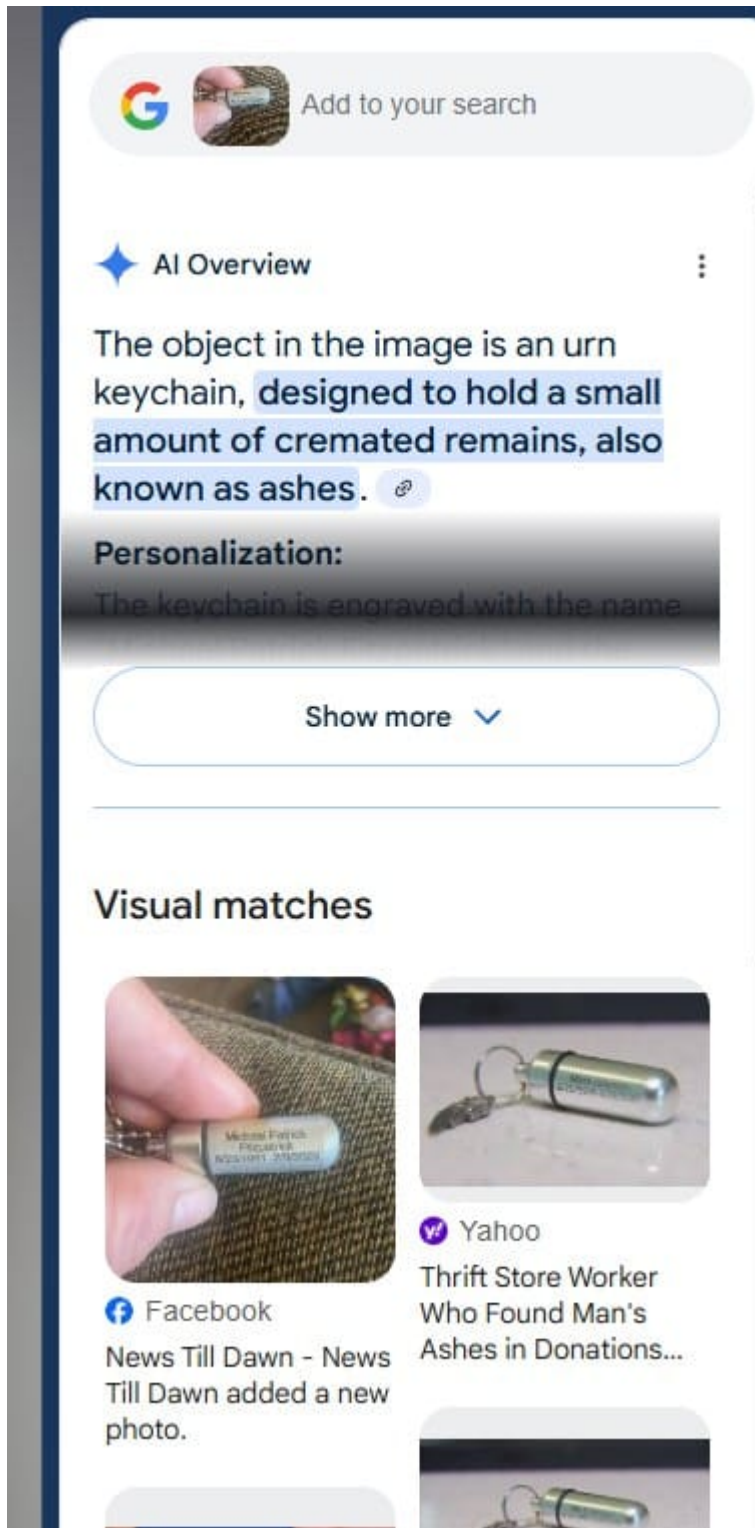 Add to your search
AI Overview
The object in the image is an urn
keychain, designed to hold a small
amount of cremated remains, also
known as ashes.
Personalization:
The keychain is engraved with the name
Show more
Visual matches
Michael Patrick
Fitzpatrick
Facebook
News Till Dawn - News
Till Dawn added a new
photo.
Yahoo
Thrift Store Worker
Who Found Man's
Ashes in Donations...